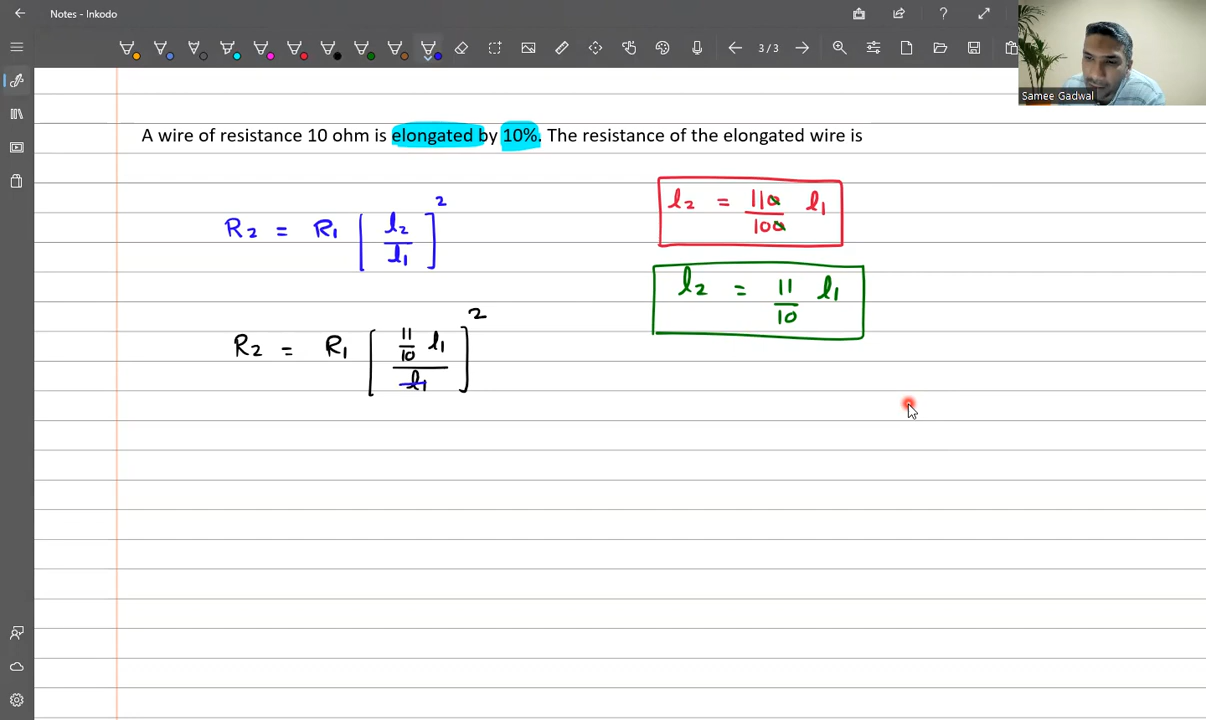 Notes - Inkodo
3/3
Samee Gadwal
A wire of resistance 10 ohm is elongated by 10%. The resistance of the elongated wire is
R₂ = R₁ [ l₂ / l₁ ]²
l₂ = 110/100 l₁
l₂ = 11/10 l₁
R₂ = R₁ [ 11/10 l₁ / l₁ ]²